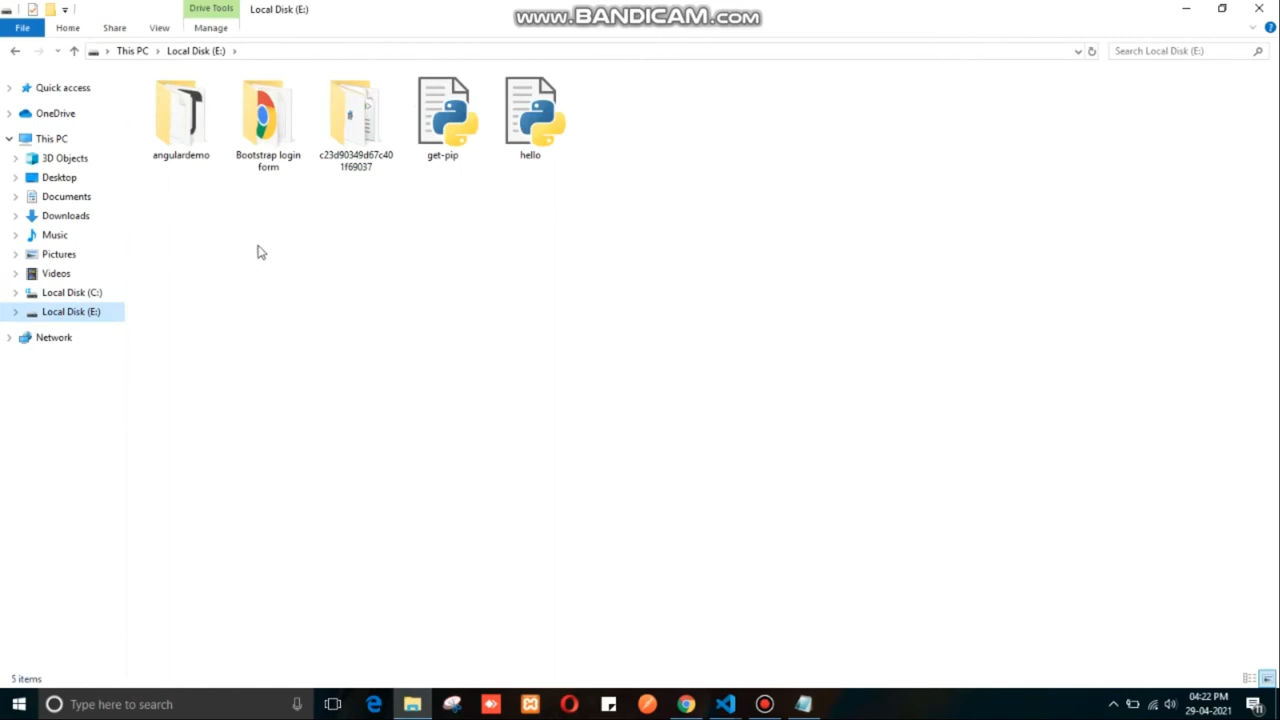 Drive Tools
Local Disk (E:)
www.BANDICAM.com
File
Home
Share
View
Manage
This PC
Local Disk (E:)
Search Local Disk (E:)
Quick access
OneDrive
This PC
3D Objects
Desktop
Documents
Downloads
Music
Pictures
Videos
Local Disk (C:)
Local Disk (E:)
Network
angulardemo
Bootstrap login
form
c23d90349d67c40
1f69037
get-pip
hello
5 items
Type here to search
04:22 PM
29-04-2021